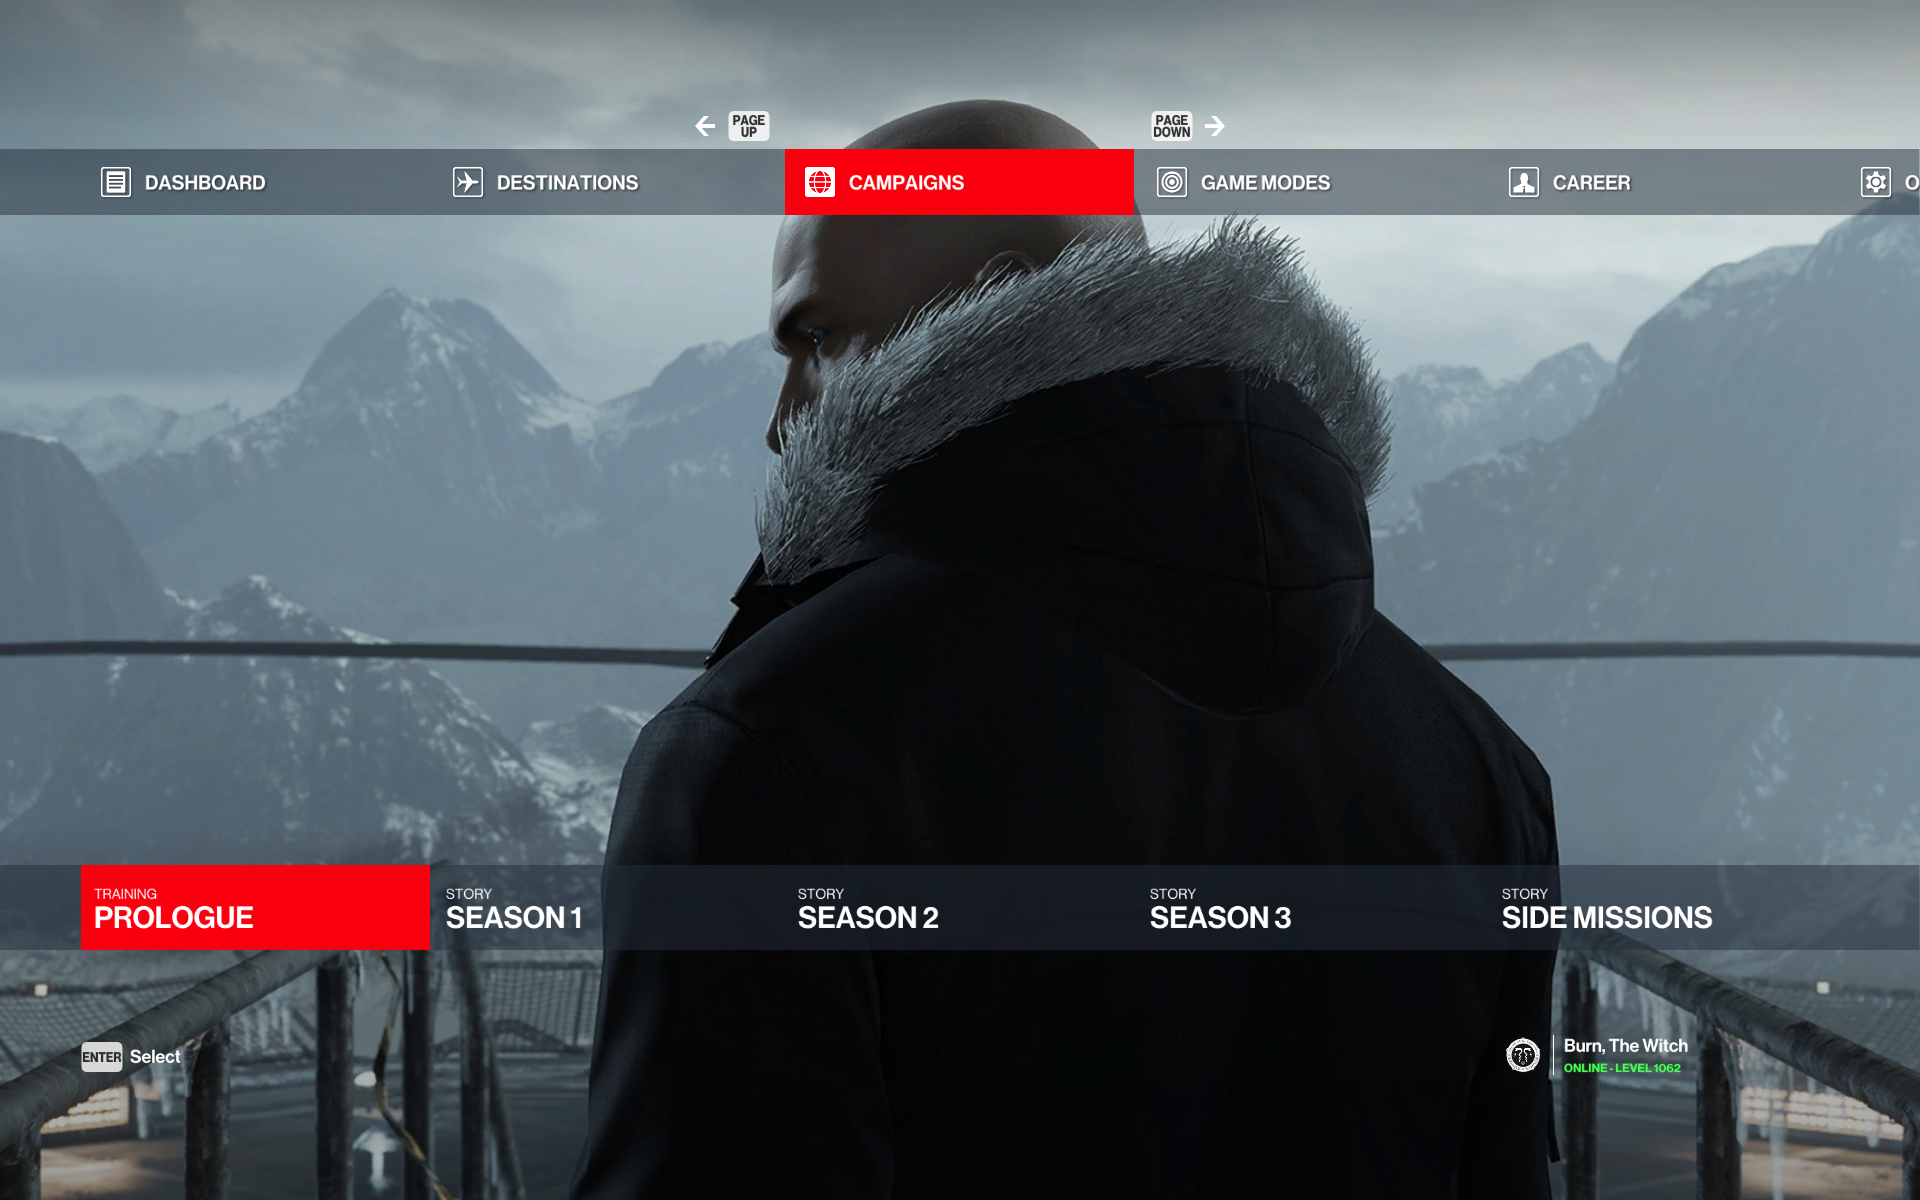 PAGE UP
PAGE DOWN
DASHBOARD
DESTINATIONS
CAMPAIGNS
GAME MODES
CAREER
O
TRAINING
PROLOGUE
STORY
SEASON 1
STORY
SEASON 2
STORY
SEASON 3
STORY
SIDE MISSIONS
ENTER Select
Burn, The Witch
ONLINE - LEVEL 1062